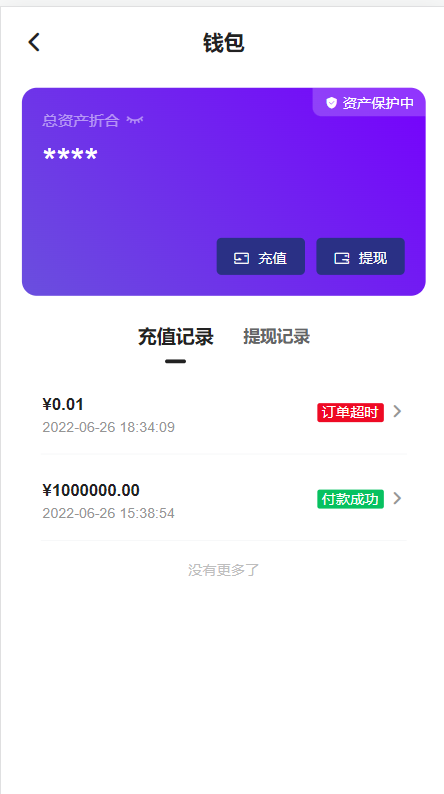 钱包
资产保护中
总资产折合
****
充值
提现
充值记录
提现记录
¥0.01
2022-06-26 18:34:09
订单超时
¥1000000.00
2022-06-26 15:38:54
付款成功
没有更多了